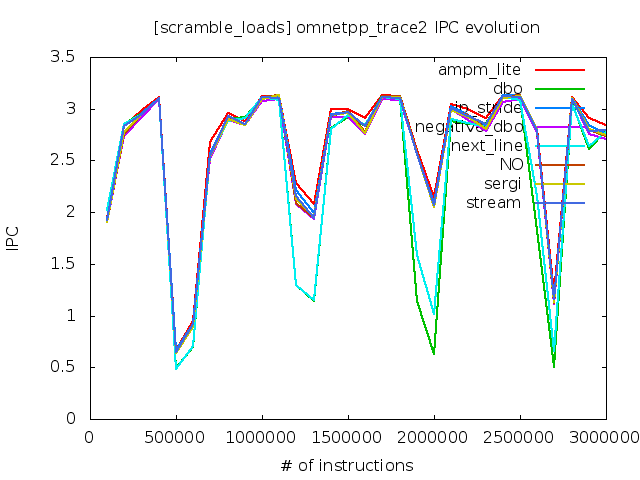 [scramble_loads] omnetpp_trace2 IPC evolution
3.5
3
2.5
2
1.5
1
0.5
0
IPC
ampm_lite
dbo
ip_stride
negative_dbo
next_line
NO
sergi
stream
0 500000 1000000 1500000 2000000 2500000 3000000
# of instructions